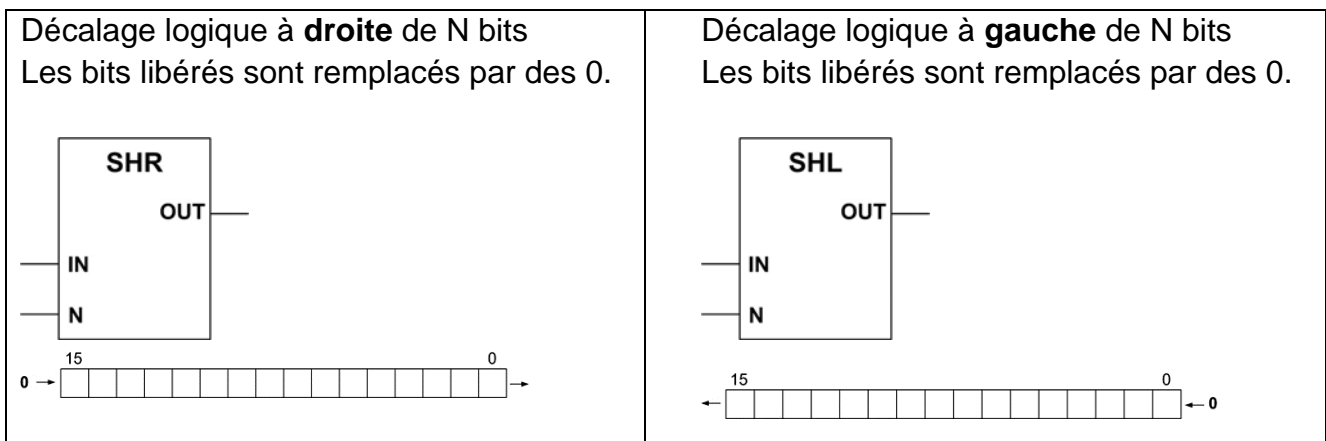 Décalage logique à droite de N bits
Les bits libérés sont remplacés par des 0.
SHR
OUT
IN
N
15 0
0
Décalage logique à gauche de N bits
Les bits libérés sont remplacés par des 0.
SHL
OUT
IN
N
15 0
0